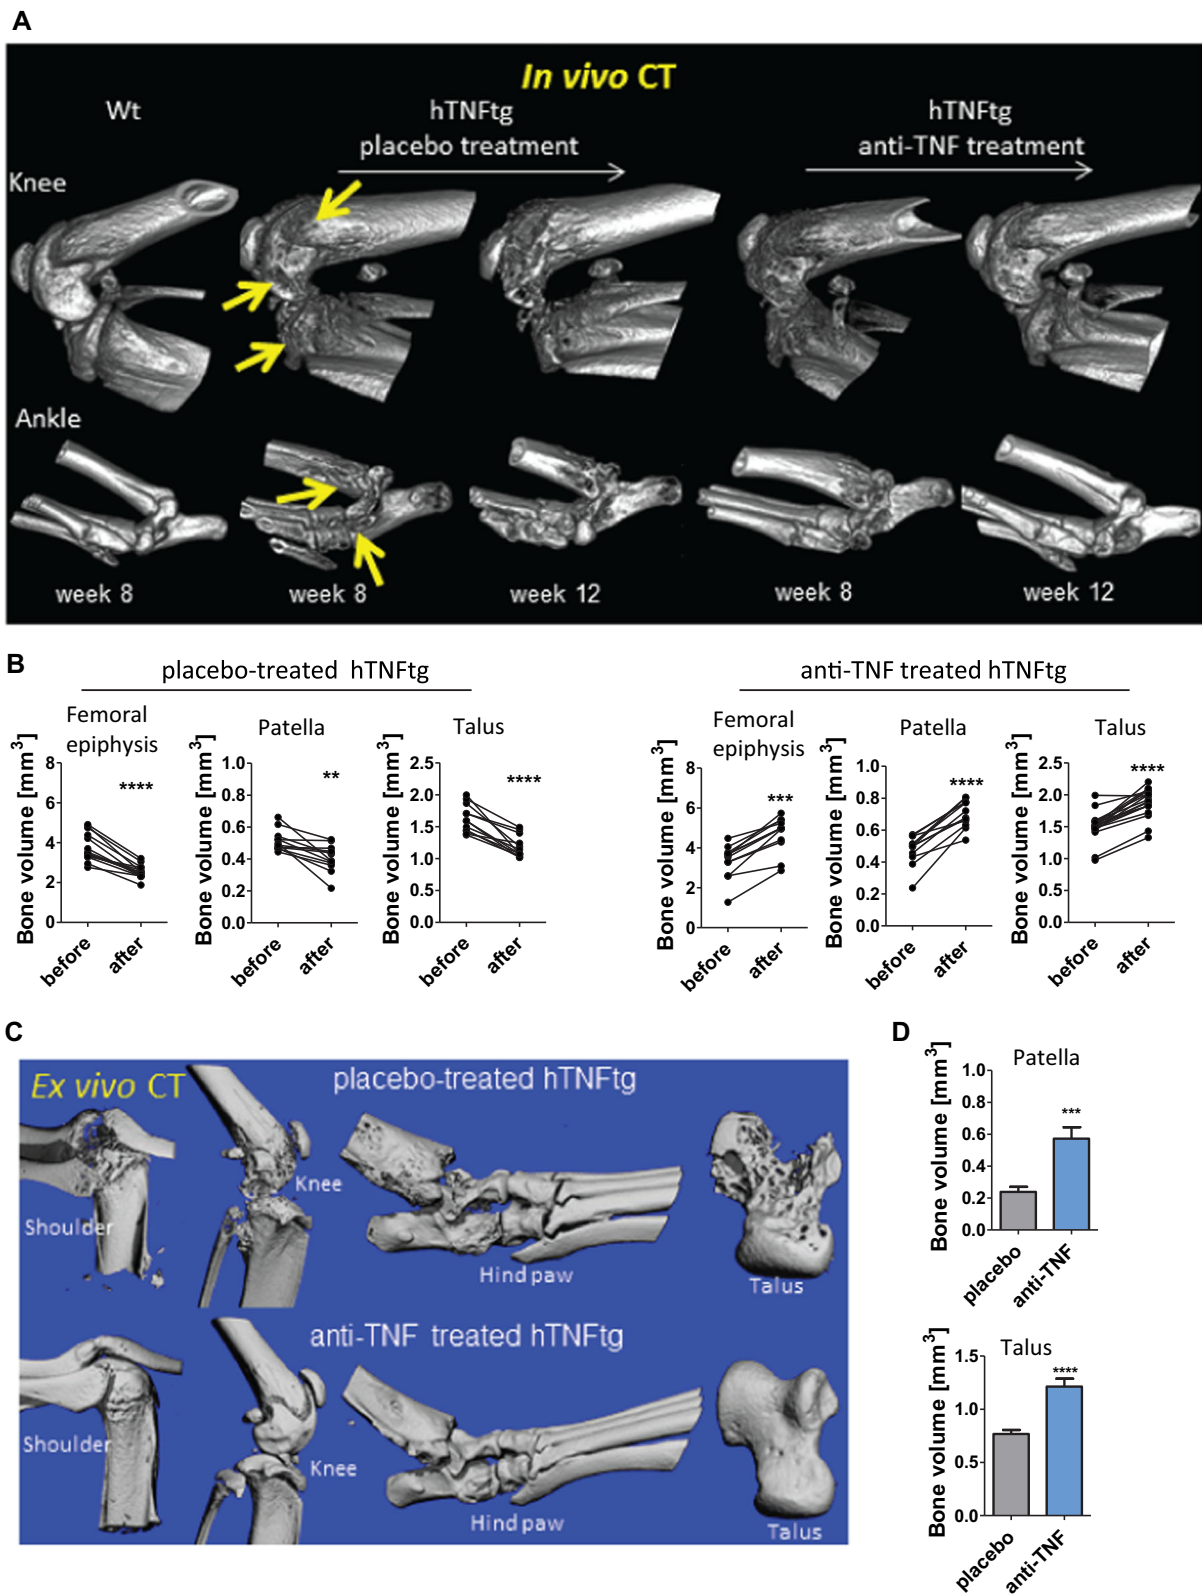 A
In vivo CT
Wt
hTNFtg
placebo treatment
hTNFtg
anti-TNF treatment
Knee
Ankle
week 8
week 8
week 12
week 8
week 12
B
placebo-treated hTNFtg
anti-TNF treated hTNFtg
Femoral
epiphysis
Bone volume [mm3]
8
6
4
2
0
****
before
after
Patella
Bone volume [mm3]
1.0
0.8
0.6
0.4
0.2
0.0
**
before
after
Talus
Bone volume [mm3]
2.5
2.0
1.5
1.0
0.5
0.0
****
before
after
Femoral
epiphysis
Bone volume [mm3]
8
6
4
2
0
***
before
after
Patella
Bone volume [mm3]
1.0
0.8
0.6
0.4
0.2
0.0
****
before
after
Talus
Bone volume [mm3]
2.5
2.0
1.5
1.0
0.5
0.0
****
before
after
C
Ex vivo CT
placebo-treated hTNFtg
Shoulder
Knee
Hind paw
Talus
anti-TNF treated hTNFtg
Shoulder
Knee
Hind paw
Talus
D
Patella
Bone volume [mm3]
1.0
0.8
0.6
0.4
0.2
0.0
***
placebo
anti-TNF
Talus
Bone volume [mm3]
1.5
1.0
0.5
0.0
****
placebo
anti-TNF